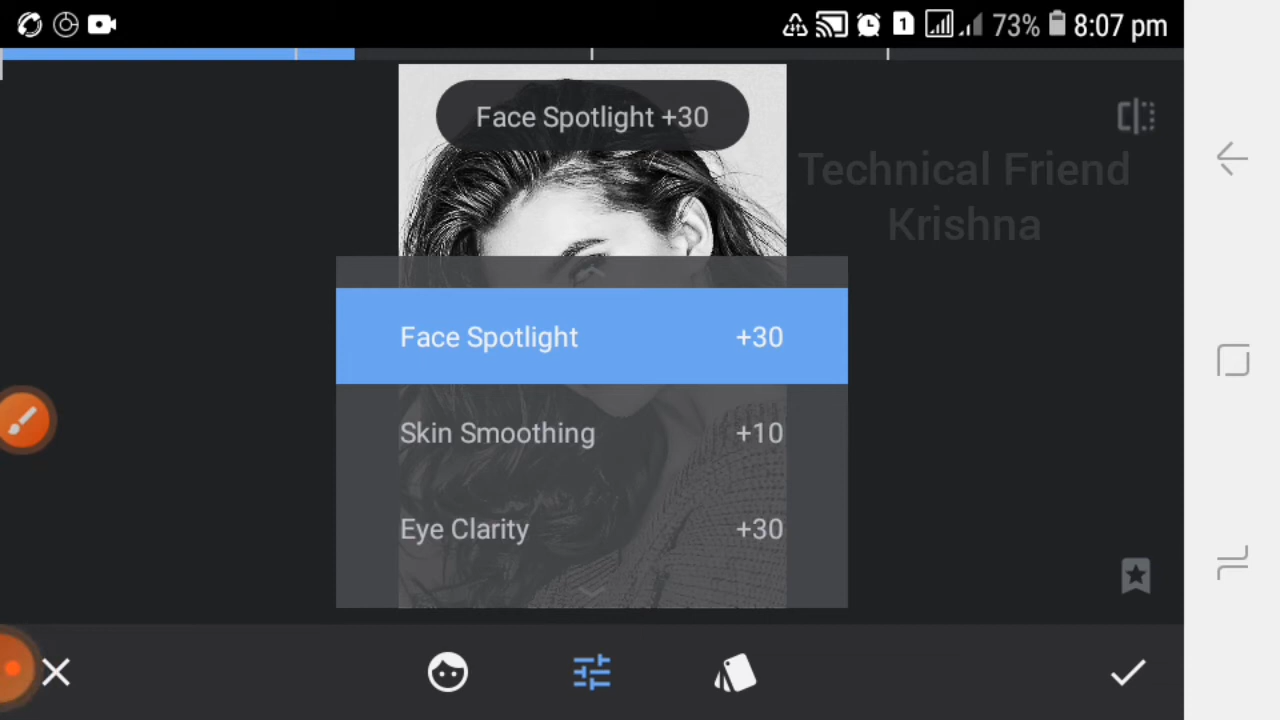 1 73% 8:07 pm
Face Spotlight +30
Technical Friend
Krishna
Face Spotlight +30
Skin Smoothing +10
Eye Clarity +30